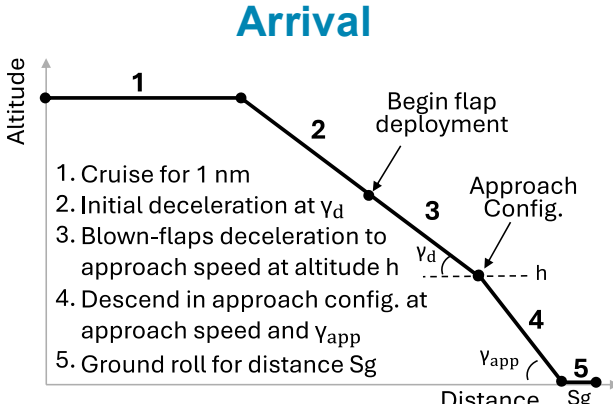 Arrival
Altitude
1
2
Begin flap
deployment
1. Cruise for 1 nm
2. Initial deceleration at γd
3. Blown-flaps deceleration to
approach speed at altitude h
4. Descend in approach config. at
approach speed and γapp
5. Ground roll for distance Sg
3
Approach
Config.
γd
h
4
γapp
5
Distance
Sg